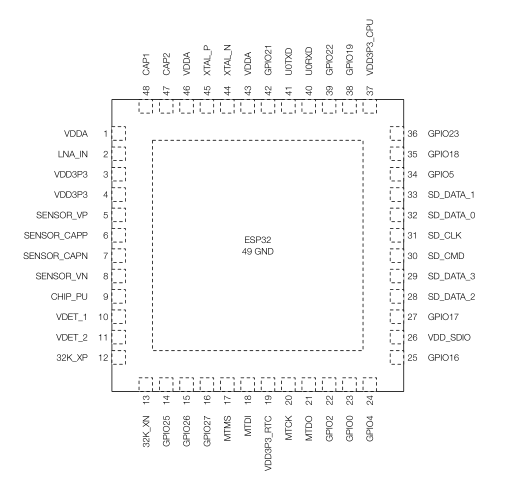 CAP1
CAP2
VDDA
XTAL_P
XTAL_N
VDDA
GPIO21
U0TXD
U0RXD
GPIO22
GPIO19
VDD3P3_CPU
48
47
46
45
44
43
42
41
40
39
38
37
VDDA 1
LNA_IN 2
VDD3P3 3
VDD3P3 4
SENSOR_VP 5
SENSOR_CAPP 6
SENSOR_CAPN 7
SENSOR_VN 8
CHIP_PU 9
VDET_1 10
VDET_2 11
32K_XP 12
ESP32
49 GND
36 GPIO23
35 GPIO18
34 GPIO5
33 SD_DATA_1
32 SD_DATA_0
31 SD_CLK
30 SD_CMD
29 SD_DATA_3
28 SD_DATA_2
27 GPIO17
26 VDD_SDIO
25 GPIO16
13
14
15
16
17
18
19
20
21
22
23
24
32K_XN
GPIO25
GPIO26
GPIO27
MTMS
MTDI
VDD3P3_RTC
MTCK
MTDO
GPIO2
GPIO0
GPIO4